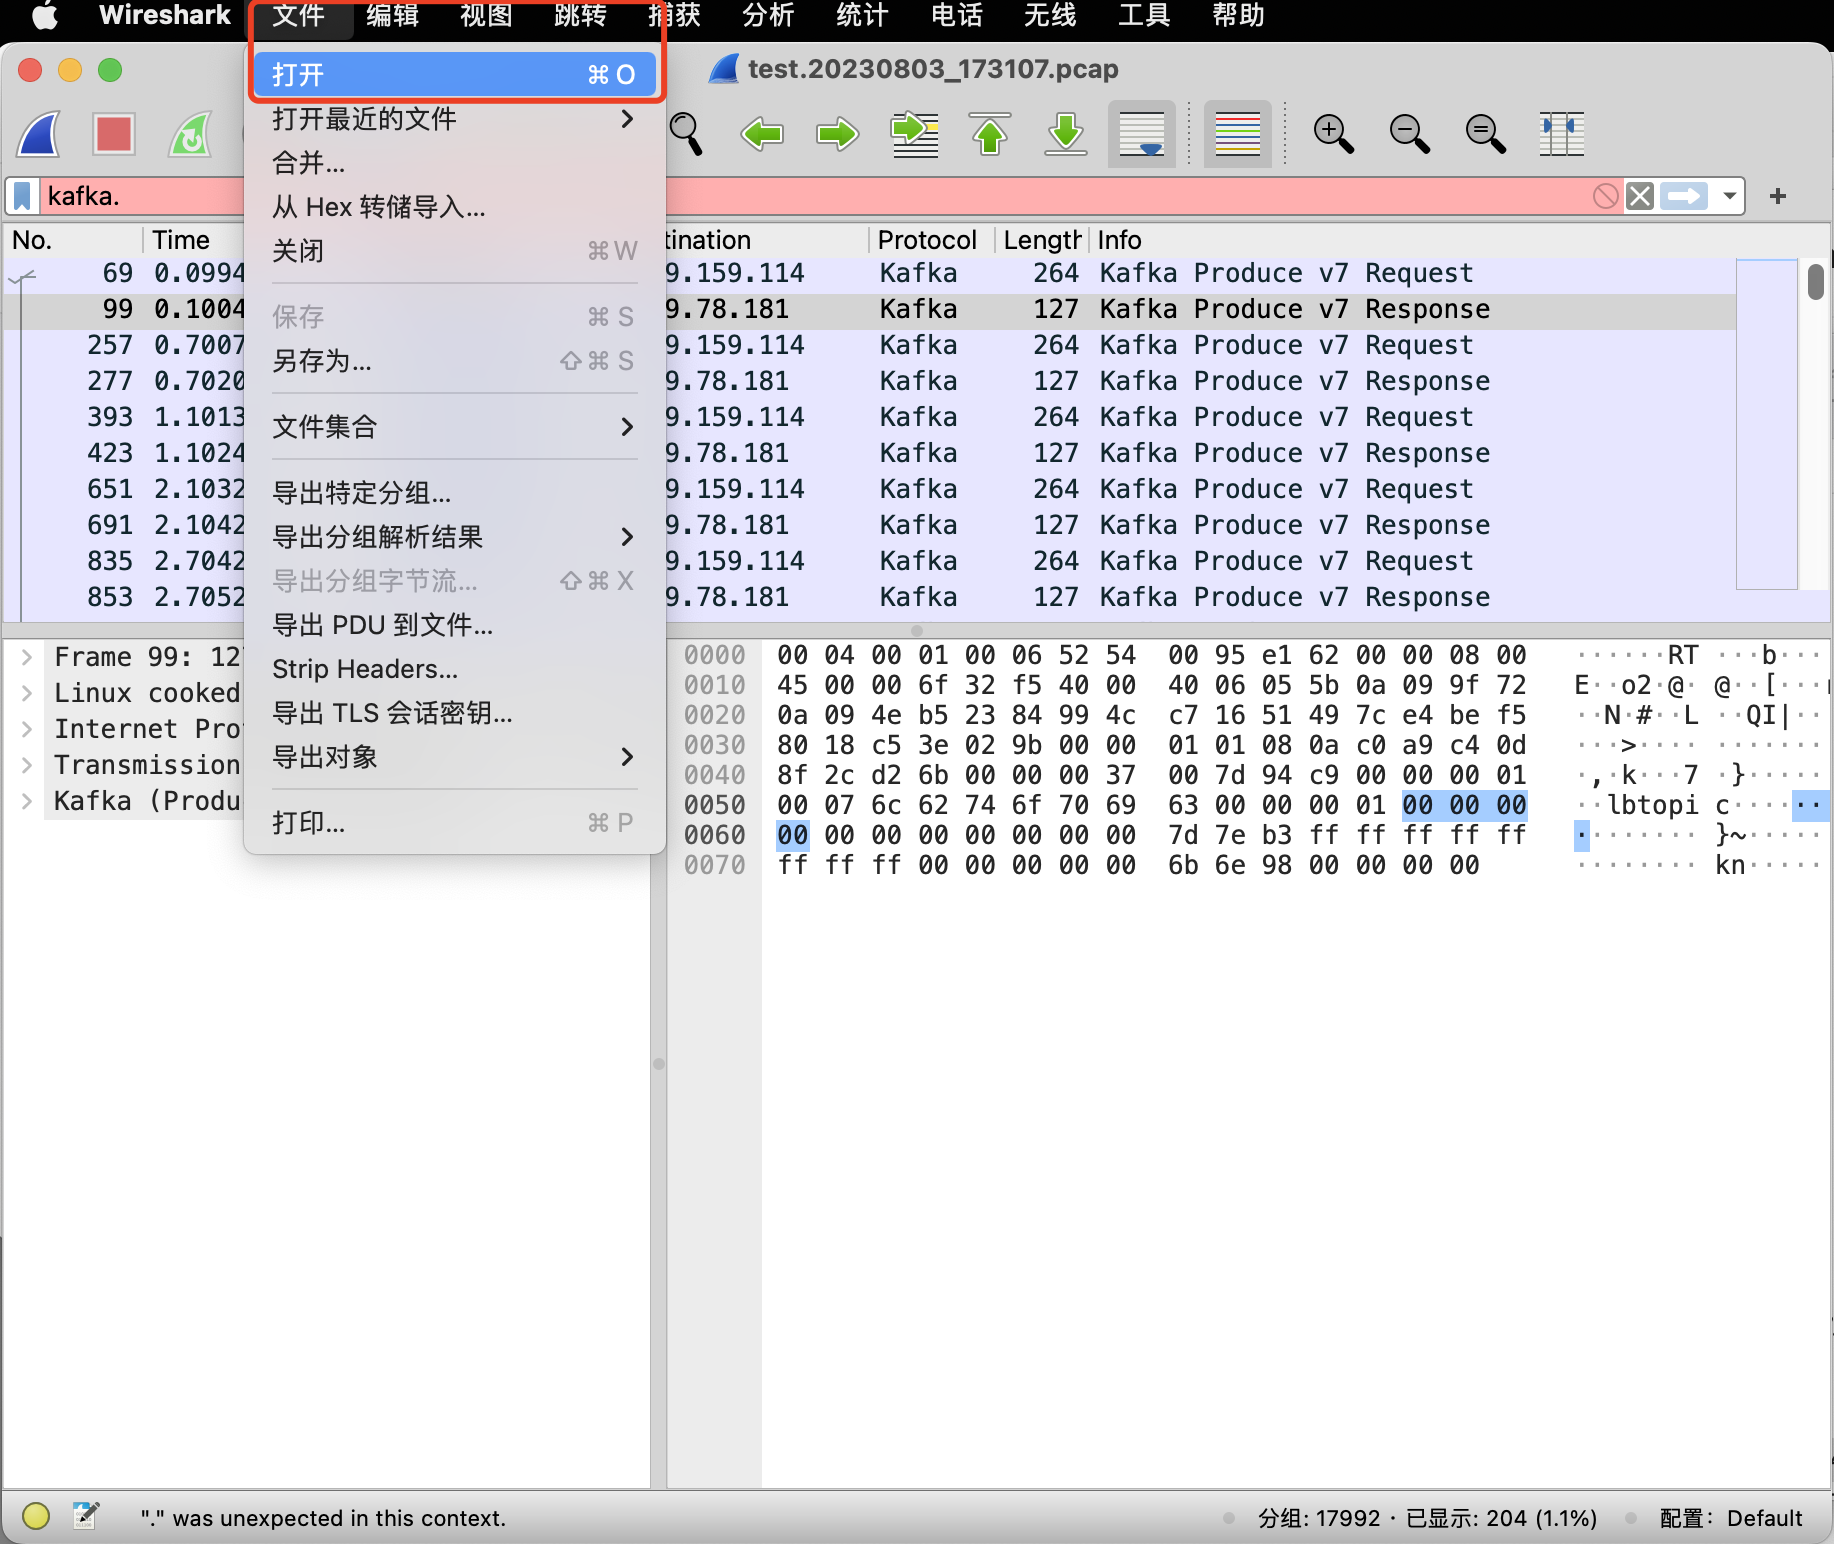 Wireshark 文件 编辑 视图 跳转 捕获 分析 统计 电话 无线 工具 帮助
test.20230803_173107.pcap
打开 ⌘ O
打开最近的文件
合并...
从 Hex 转储导入...
关闭 ⌘ W
保存 ⌘ S
另存为... ⇧ ⌘ S
文件集合
导出特定分组...
导出分组解析结果
导出分组字节流... ⇧ ⌘ X
导出 PDU 到文件...
Strip Headers...
导出 TLS 会话密钥...
导出对象
打印... ⌘ P
kafka.
No. Time tination Protocol Length Info
69 0.0994 9.159.114 Kafka 264 Kafka Produce v7 Request
99 0.1004 9.78.181 Kafka 127 Kafka Produce v7 Response
257 0.7007 9.159.114 Kafka 264 Kafka Produce v7 Request
277 0.7020 9.78.181 Kafka 127 Kafka Produce v7 Response
393 1.1013 9.159.114 Kafka 264 Kafka Produce v7 Request
423 1.1024 9.78.181 Kafka 127 Kafka Produce v7 Response
651 2.1032 9.159.114 Kafka 264 Kafka Produce v7 Request
691 2.1042 9.78.181 Kafka 127 Kafka Produce v7 Response
835 2.7042 9.159.114 Kafka 264 Kafka Produce v7 Request
853 2.7052 9.78.181 Kafka 127 Kafka Produce v7 Response
Frame 99: 12
Linux cooked
Internet Pro
Transmission
Kafka (Produ
0000 00 04 00 01 00 06 52 54 00 95 e1 62 00 00 08 00 ······RT ···b····
0010 45 00 00 6f 32 f5 40 00 40 06 05 5b 0a 09 9f 72 E··o2·@· @··[···
0020 0a 09 4e b5 23 84 99 4c c7 16 51 49 7c e4 be f5 ··N·#··L ··QI|···
0030 80 18 c5 3e 02 9b 00 00 01 01 08 0a c0 a9 c4 0d ···>···· ········
0040 8f 2c d2 6b 00 00 00 37 00 7d 94 c9 00 00 00 01 ·,·k···7 ·}······
0050 00 07 6c 62 74 6f 70 69 63 00 00 00 01 00 00 00 ··lbtopi c·······
0060 00 00 00 00 00 00 00 00 7d 7e b3 ff ff ff ff ff ········ }~······
0070 ff ff ff 00 00 00 00 00 6b 6e 98 00 00 00 00 ········ kn·····
"." was unexpected in this context. 分组: 17992 · 已显示: 204 (1.1%) 配置： Default